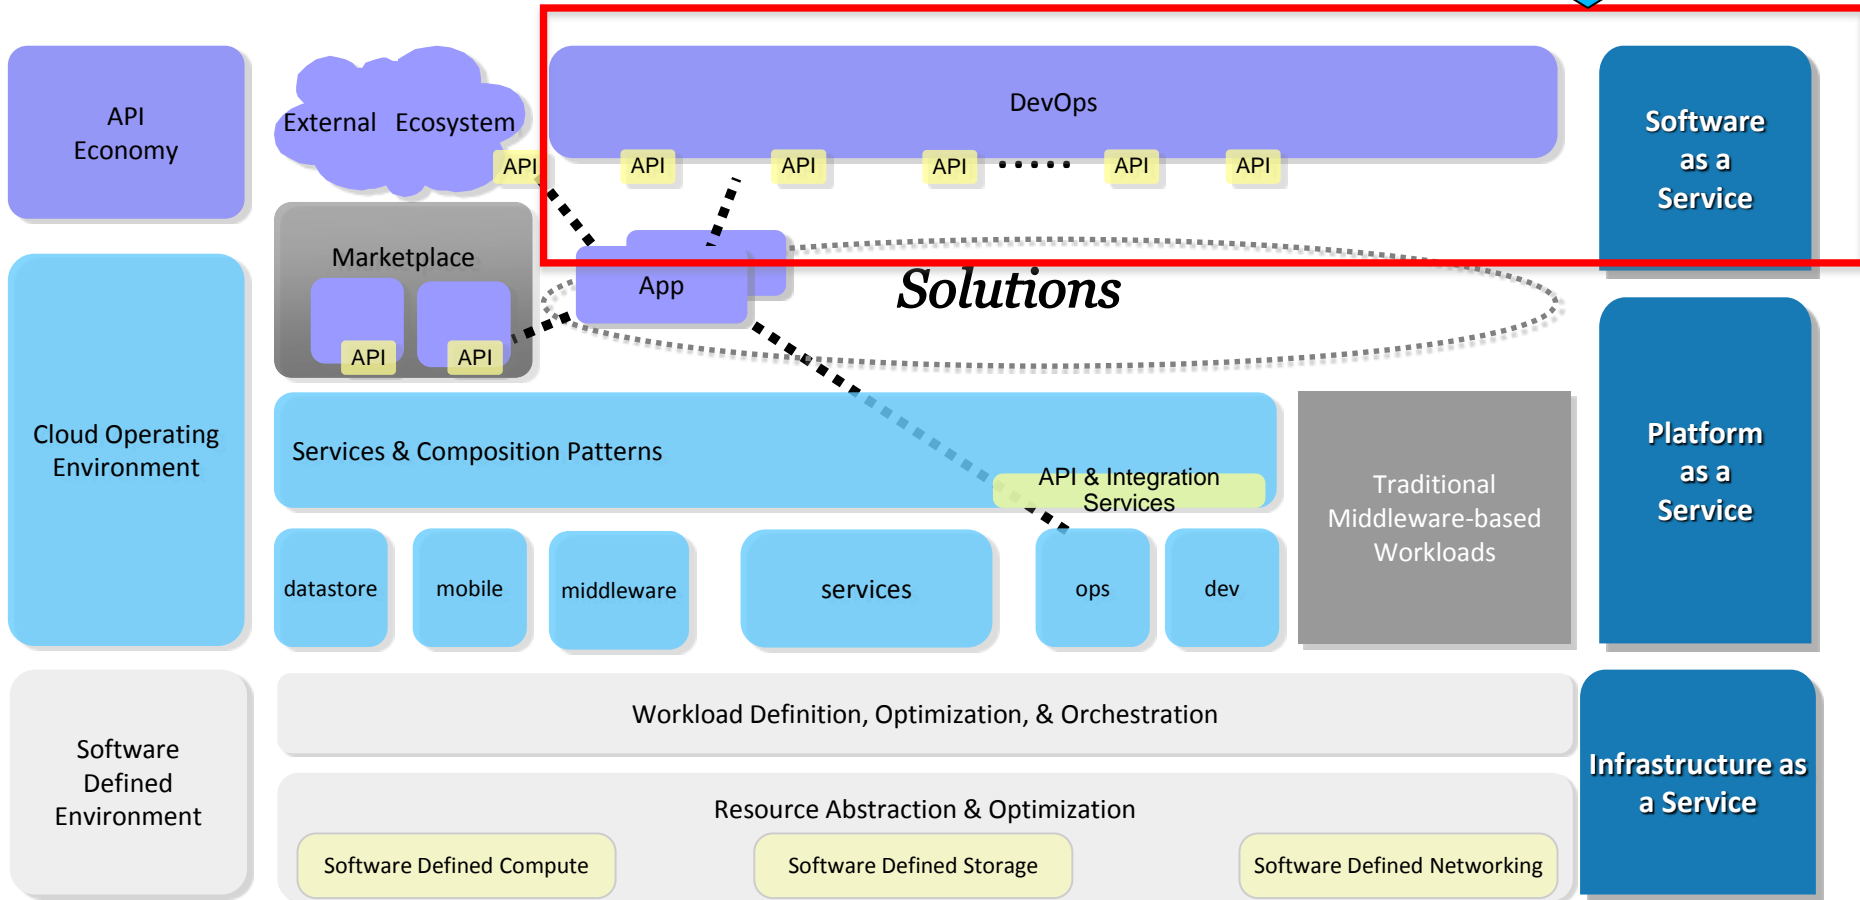 API
Economy
External Ecosystem
API
DevOps
API
API
API
API
API
Software
as a
Service
Marketplace
API
API
App
Solutions
Cloud Operating
Environment
Services & Composition Patterns
API & Integration
Services
Traditional
Middleware-based
Workloads
Platform
as a
Service
datastore
mobile
middleware
services
ops
dev
Software
Defined
Environment
Workload Definition, Optimization, & Orchestration
Resource Abstraction & Optimization
Software Defined Compute
Software Defined Storage
Software Defined Networking
Infrastructure as
a Service